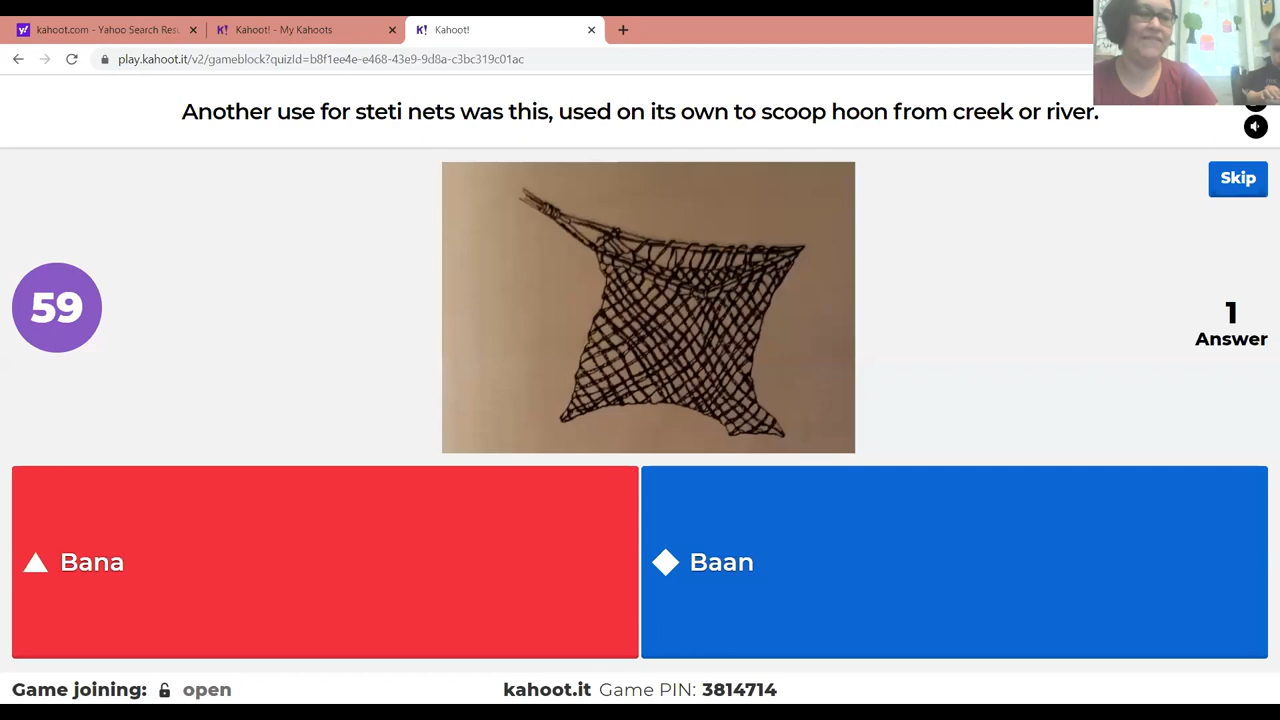 kahoot.com - Yahoo Search Resu
Kahoot! - My Kahoots
Kahoot!
play.kahoot.it/v2/gameblock?quizId=b8f1ee4e-e468-43e9-9d8a-c3bc319c01ac
Another use for steti nets was this, used on its own to scoop hoon from creek or river.
Skip
59
1
Answer
Bana
Baan
Game joining: open
kahoot.it Game PIN: 3814714